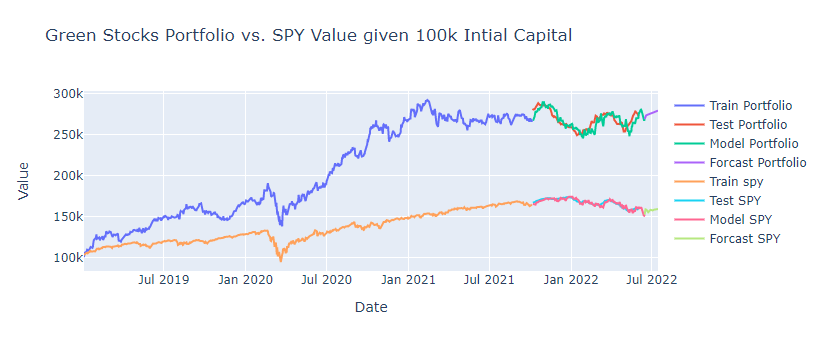 Green Stocks Portfolio vs. SPY Value given 100k Intial Capital
300k
250k
200k
150k
100k
Value
Jul 2019
Jan 2020
Jul 2020
Jan 2021
Jul 2021
Jan 2022
Jul 2022
Date
Train Portfolio
Test Portfolio
Model Portfolio
Forcast Portfolio
Train spy
Test SPY
Model SPY
Forcast SPY